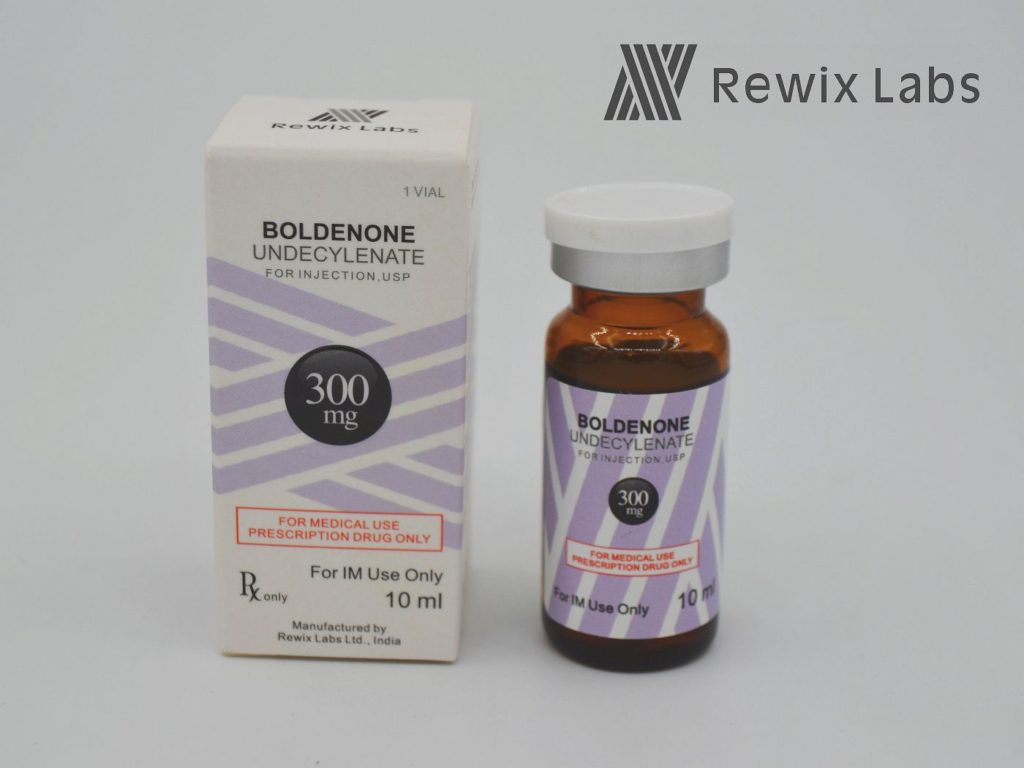 Rewix Labs
Rewix Labs
1 VIAL
BOLDENONE
UNDECYLENATE
FOR INJECTION,USP
300
mg
FOR MEDICAL USE
PRESCRIPTION DRUG ONLY
Rx only
For IM Use Only
10 ml
Manufactured by
Rewix Labs Ltd., India
BOLDENONE
UNDECYLENATE
FOR INJECTION,USP
300
mg
FOR MEDICAL USE
PRESCRIPTION DRUG ONLY
For IM Use Only
10 ml